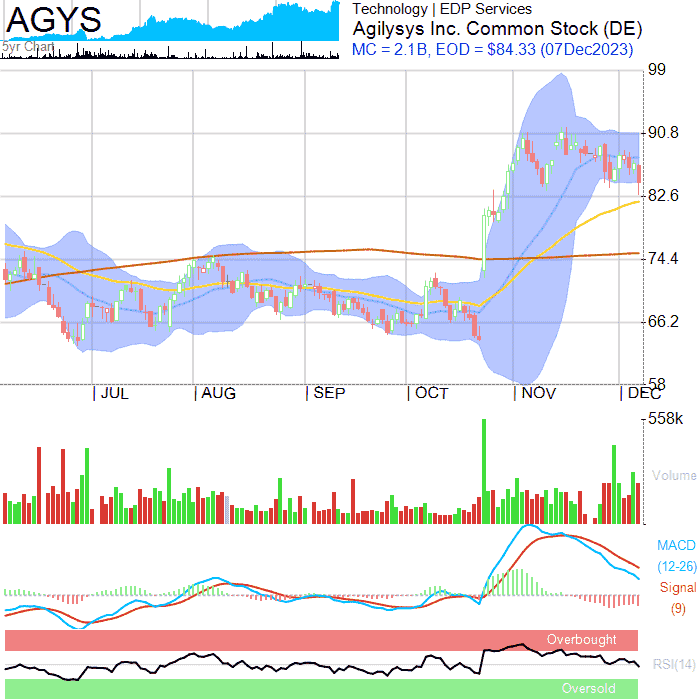 AGYS
5yr Chart
Technology | EDP Services
Agilysys Inc. Common Stock (DE)
MC = 2.1B, EOD = $84.33 (07Dec2023)
99
90.8
82.6
74.4
66.2
58
JUL AUG SEP OCT NOV DEC
558k
Volume
MACD
(12-26)
Signal
(9)
Overbought
RSI(14)
Oversold